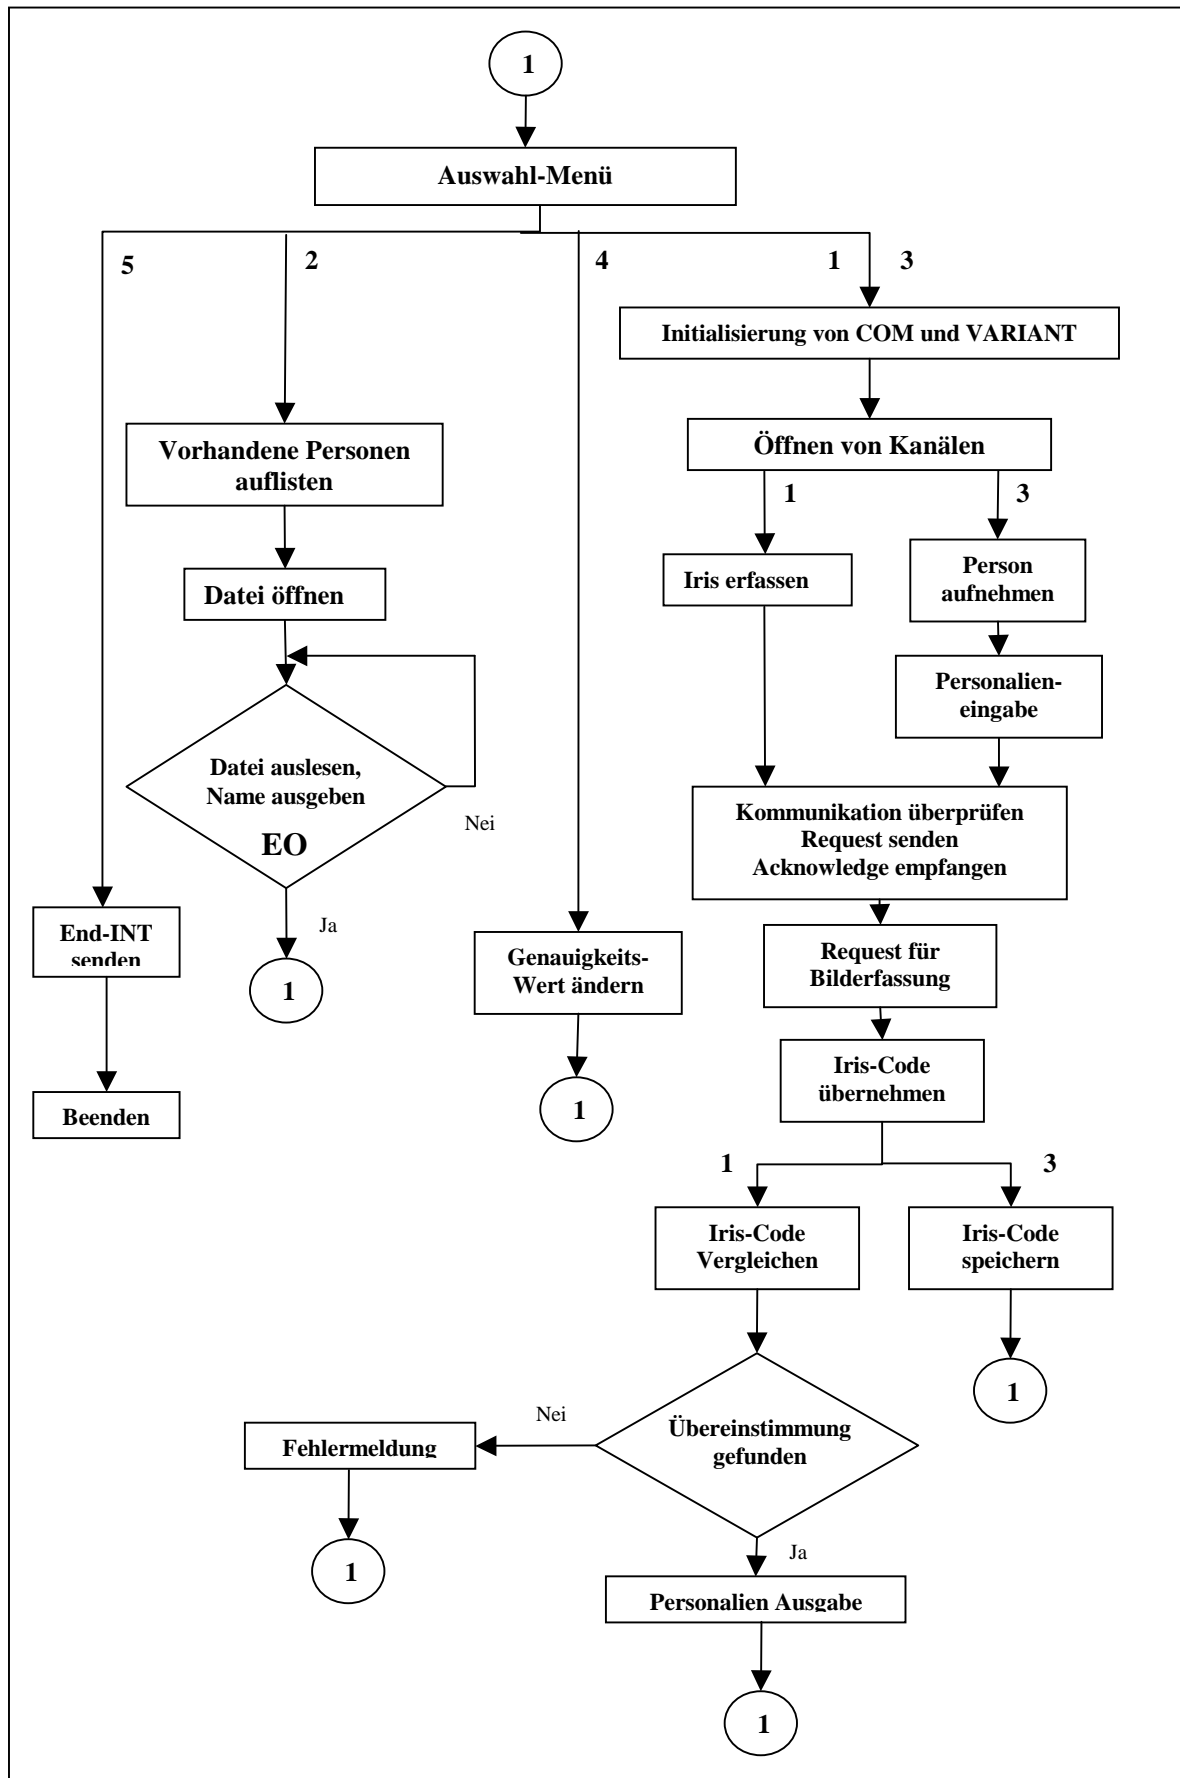 1
Auswahl-Menü
5
2
4
1
3
Initialisierung von COM und VARIANT
Öffnen von Kanälen
1
3
Vorhandene Personen
auflisten
Datei öffnen
Iris erfassen
Person
aufnehmen
Personalien-
eingabe
Datei auslesen,
Name ausgeben
EO
Nei
Ja
1
Kommunikation überprüfen
Request senden
Acknowledge empfangen
End-INT
senden
Genauigkeits-
Wert ändern
Request für
Bilderfassung
Iris-Code
übernehmen
Beenden
1
1
3
Iris-Code
Vergleichen
Iris-Code
speichern
1
Übereinstimmung
gefunden
Nei
Fehlermeldung
1
Ja
Personalien Ausgabe
1